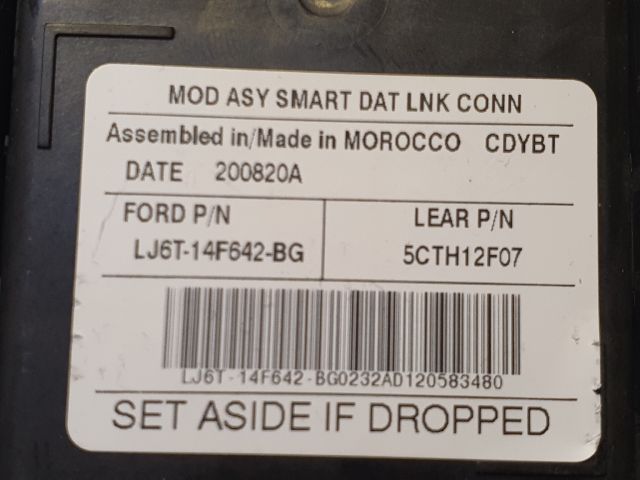 MOD ASY SMART DAT LNK CONN
Assembled in/Made in MOROCCO CDYBT
DATE 200820A
FORD P/N LEAR P/N
LJ6T-14F642-BG 5CTH12F07
LJ6T-14F642-BG0232AD120583480
SET ASIDE IF DROPPED